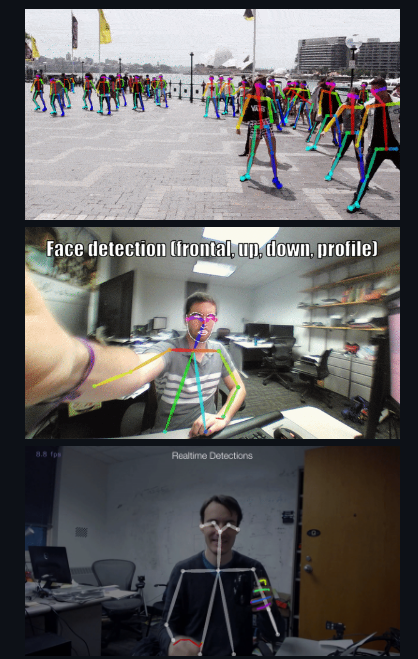 Face detection (frontal, up, down, profile)
8.8 fps
Realtime Detections